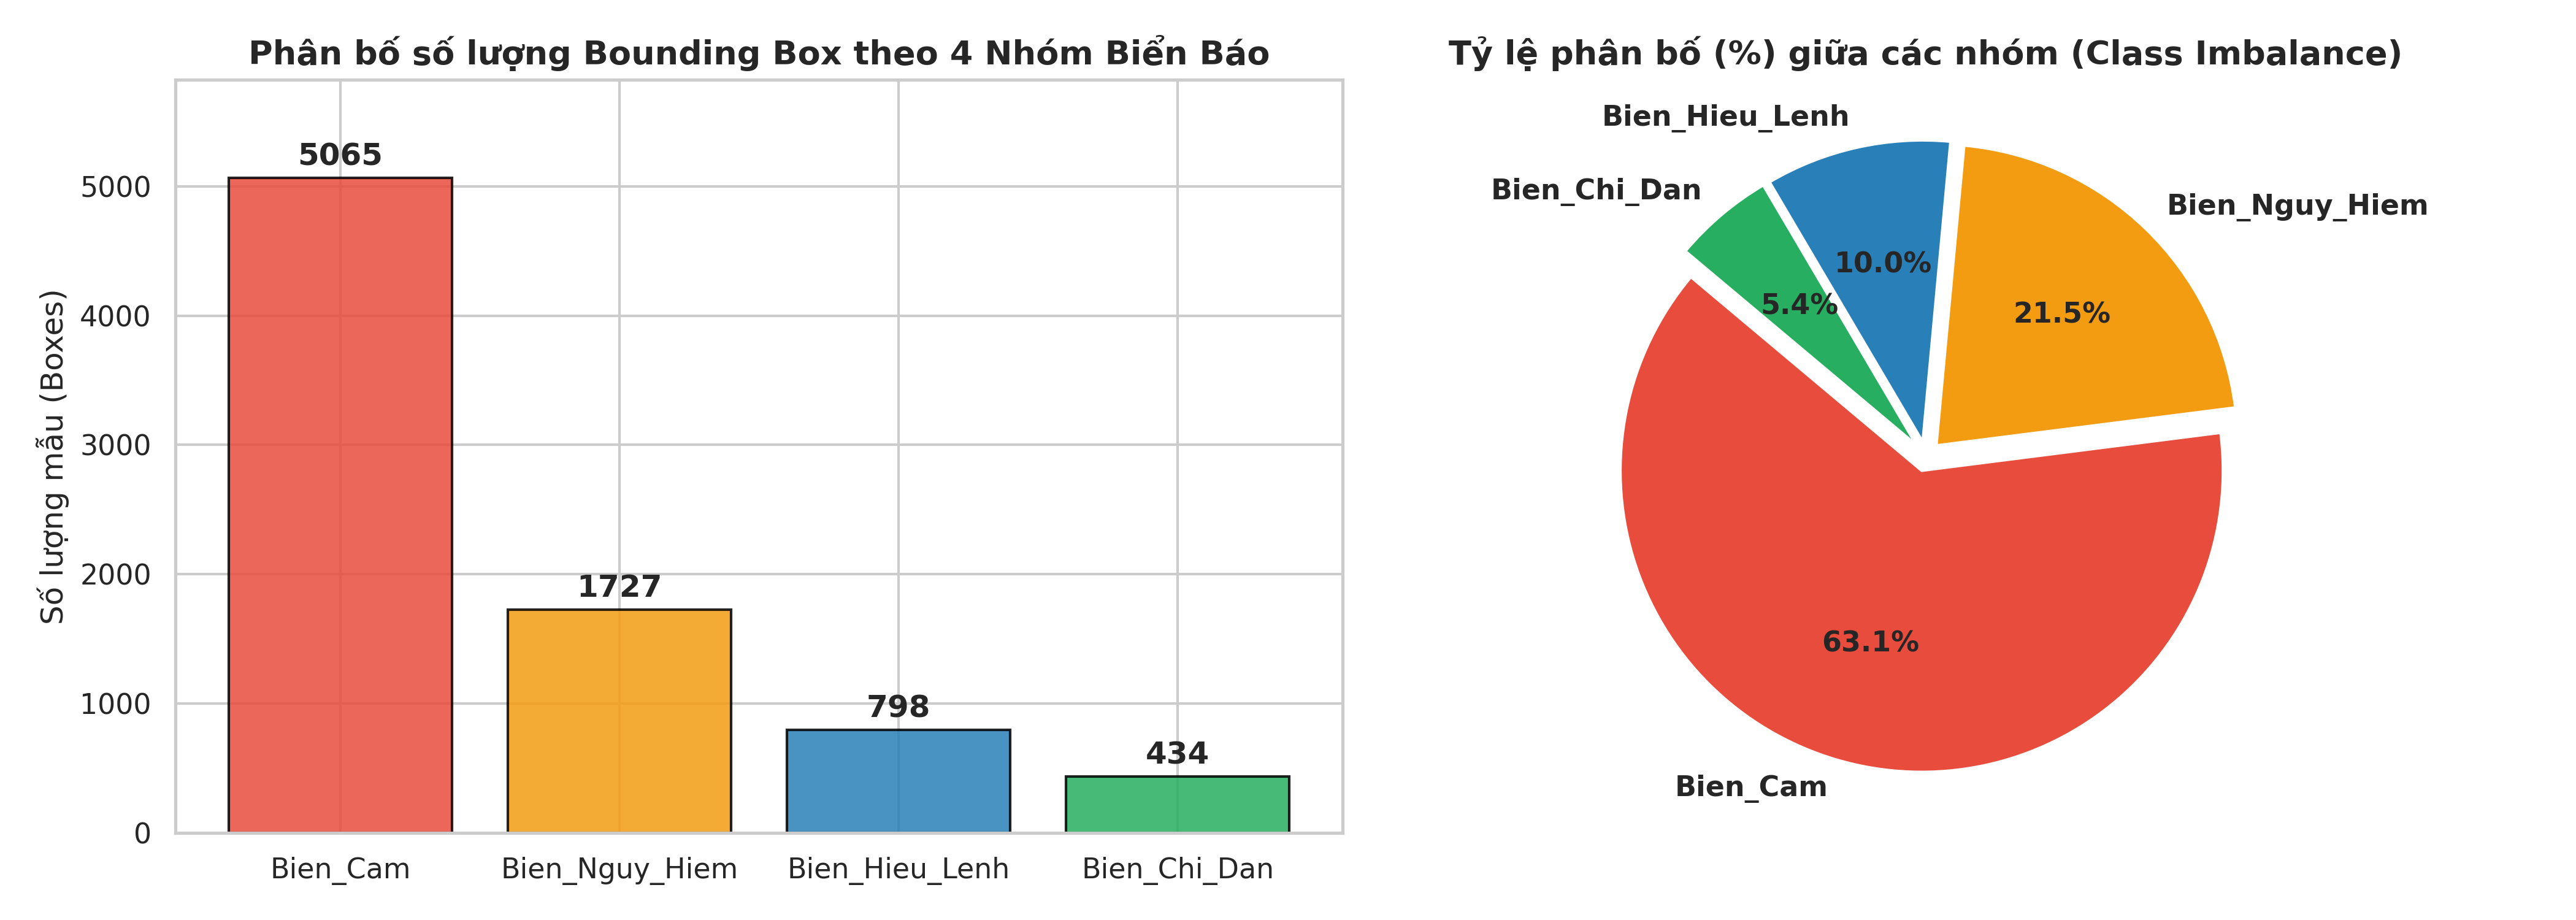 Phân bố số lượng Bounding Box theo 4 Nhóm Biển Báo
Số lượng mẫu (Boxes)
5000
4000
3000
2000
1000
0
5065
1727
798
434
Bien_Cam
Bien_Nguy_Hiem
Bien_Hieu_Lenh
Bien_Chi_Dan
Tỷ lệ phân bố (%) giữa các nhóm (Class Imbalance)
Bien_Hieu_Lenh
Bien_Chi_Dan
Bien_Nguy_Hiem
10.0%
5.4%
21.5%
63.1%
Bien_Cam